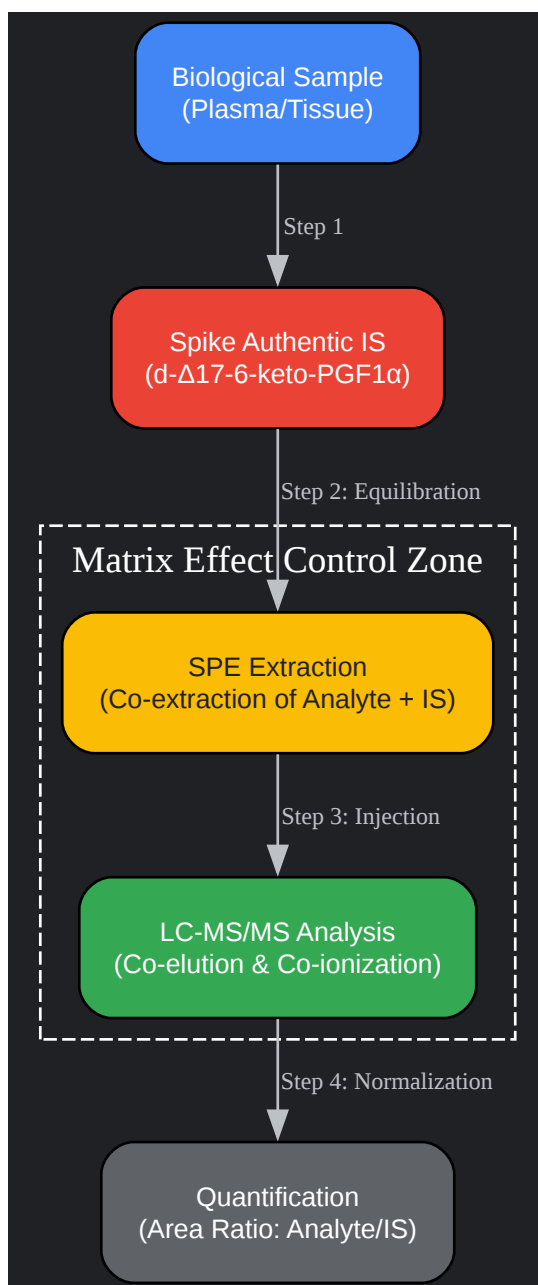 Biological Sample
(Plasma/Tissue)
Step 1
Spike Authentic IS
(d-Δ17-6-keto-PGF1α)
Step 2: Equilibration
Matrix Effect Control Zone
SPE Extraction
(Co-extraction of Analyte + IS)
Step 3: Injection
LC-MS/MS Analysis
(Co-elution & Co-ionization)
Step 4: Normalization
Quantification
(Area Ratio: Analyte/IS)